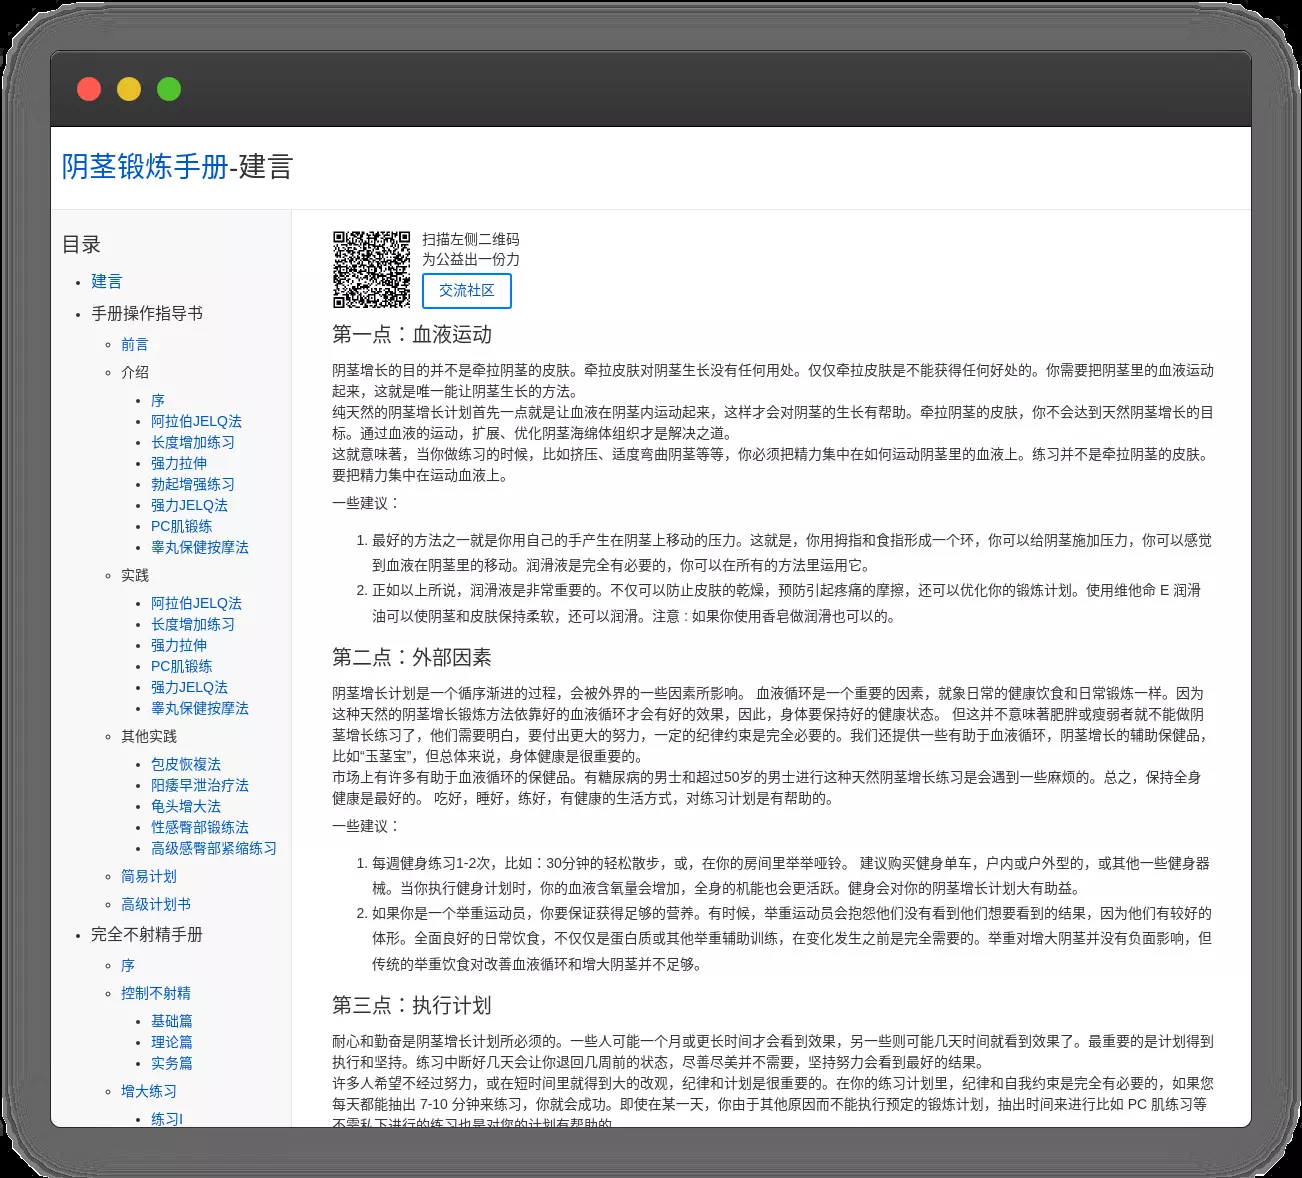 阴茎锻炼手册-建言
目录
建言
手册操作指导书
前言
介绍
序
阿拉伯JELQ法
长度增加练习
强力拉伸
勃起增强练习
强力JELQ法
PC肌锻练
睾丸保健按摩法
实践
阿拉伯JELQ法
长度增加练习
强力拉伸
PC肌锻练
强力JELQ法
睾丸保健按摩法
其他实践
包皮恢複法
阳痿早泄治疗法
龟头增大法
性感臀部锻练法
高级感臀部紧缩练习
简易计划
高级计划书
完全不射精手册
序
控制不射精
基础篇
理论篇
实务篇
增大练习
练习I
扫描左侧二维码
为公益出一份力
交流社区
第一点：血液运动
阴茎增长的目的并不是牵拉阴茎的皮肤。牵拉皮肤对阴茎生长没有任何用处。仅仅牵拉皮肤是不能获得任何好处的。你需要把阴茎里的血液运动
起来，这就是唯一能让阴茎生长的方法。
纯天然的阴茎增长计划首先一点就是让血液在阴茎内运动起来，这样才会对阴茎的生长有帮助。牵拉阴茎的皮肤，你不会达到天然阴茎增长的目
标。通过血液的运动，扩展、优化阴茎海绵体组织才是解决之道。
这就意味著，当你做练习的时候，比如挤压、适度弯曲阴茎等等，你必须把精力集中在如何运动阴茎里的血液上。练习并不是牵拉阴茎的皮肤。
要把精力集中在运动血液上。
一些建议：
1. 最好的方法之一就是你用自己的手产生在阴茎上移动的压力。这就是，你用拇指和食指形成一个环，你可以给阴茎施加压力，你可以感觉
到血液在阴茎里的移动。润滑液是完全有必要的，你可以在所有的方法里运用它。
2. 正如以上所说，润滑液是非常重要的。不仅可以防止皮肤的乾燥，预防引起疼痛的摩擦，还可以优化你的锻炼计划。使用维他命 E 润滑
油可以使阴茎和皮肤保持柔软，还可以润滑。注意 : 如果你使用香皂做润滑也可以的。
第二点：外部因素
阴茎增长计划是一个循序渐进的过程，会被外界的一些因素所影响。 血液循环是一个重要的因素，就象日常的健康饮食和日常锻炼一样。因为
这种天然的阴茎增长锻炼方法依靠好的血液循环才会有好的效果，因此，身体要保持好的健康状态。 但这并不意味著肥胖或瘦弱者就不能做阴
茎增长练习了，他们需要明白，要付出更大的努力，一定的纪律约束是完全必要的。我们还提供一些有助于血液循环，阴茎增长的辅助保健品，
比如“玉茎宝”，但总体来说，身体健康是很重要的。
市场上有许多有助于血液循环的保健品。有糖尿病的男士和超过50岁的男士进行这种天然阴茎增长练习是会遇到一些麻烦的。总之，保持全身
健康是最好的。 吃好，睡好，练好，有健康的生活方式，对练习计划是有帮助的。
一些建议：
1. 每週健身练习1-2次，比如：30分钟的轻松散步，或，在你的房间里举举哑铃。 建议购买健身单车，户内或户外型的，或其他一些健身器
械。当你执行健身计划时，你的血液含氧量会增加，全身的机能也会更活跃。健身会对你的阴茎增长计划大有助益。
2. 如果你是一个举重运动员，你要保证获得足够的营养。有时候，举重运动员会抱怨他们没有看到他们想要看到的结果，因为他们有较好的
体形。全面良好的日常饮食，不仅仅是蛋白质或其他举重辅助训练，在变化发生之前是完全需要的。举重对增大阴茎并没有负面影响，但
传统的举重饮食对改善血液循环和增大阴茎并不足够。
第三点：执行计划
耐心和勤奋是阴茎增长计划所必须的。一些人可能一个月或更长时间才会看到效果，另一些则可能几天时间就看到效果了。最重要的是计划得到
执行和坚持。练习中断好几天会让你退回几周前的状态，尽善尽美并不需要，坚持努力会看到最好的结果。
许多人希望不经过努力，或在短时间里就得到大的改观，纪律和计划是很重要的。在你的练习计划里，纪律和自我约束是完全有必要的，如果您
每天都能抽出 7-10 分钟来练习，你就会成功。即使在某一天，你由于其他原因而不能执行预定的锻炼计划，抽出时间来进行比如 PC 肌练习等
不需私下进行的练习也是对您的计划有帮助的